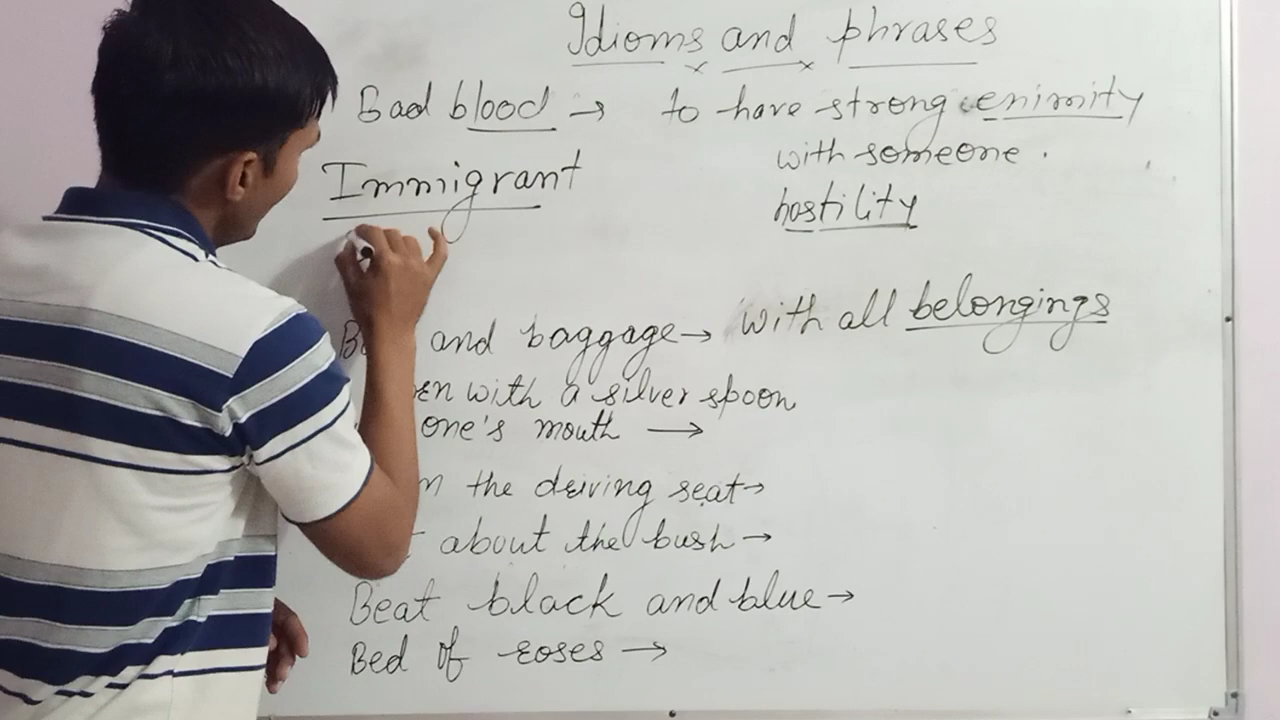 Idioms and phrases
Bad blood → to have strong enimity
with someone.
hostility
Immigrant
and baggage → with all belongings
with a silver spoon
one's mouth →
the driving seat →
about the bush →
Beat black and blue →
Bed of roses →